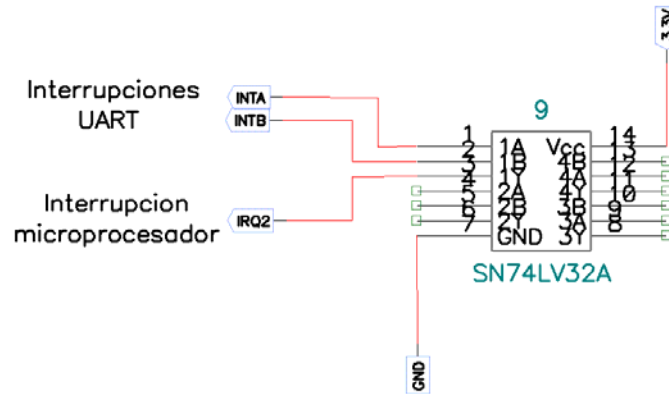 3.3V
Interrupciones
UART
INTA
INTB
Interrupcion
microprocesador
IRQ2
9
1 1A Vcc 14
2 1B 4B 13
3 1Y 4A 12
4 2A 4Y 11
5 2B 3B 10
6 2Y 3A 9
7 GND 3Y 8
SN74LV32A
GND